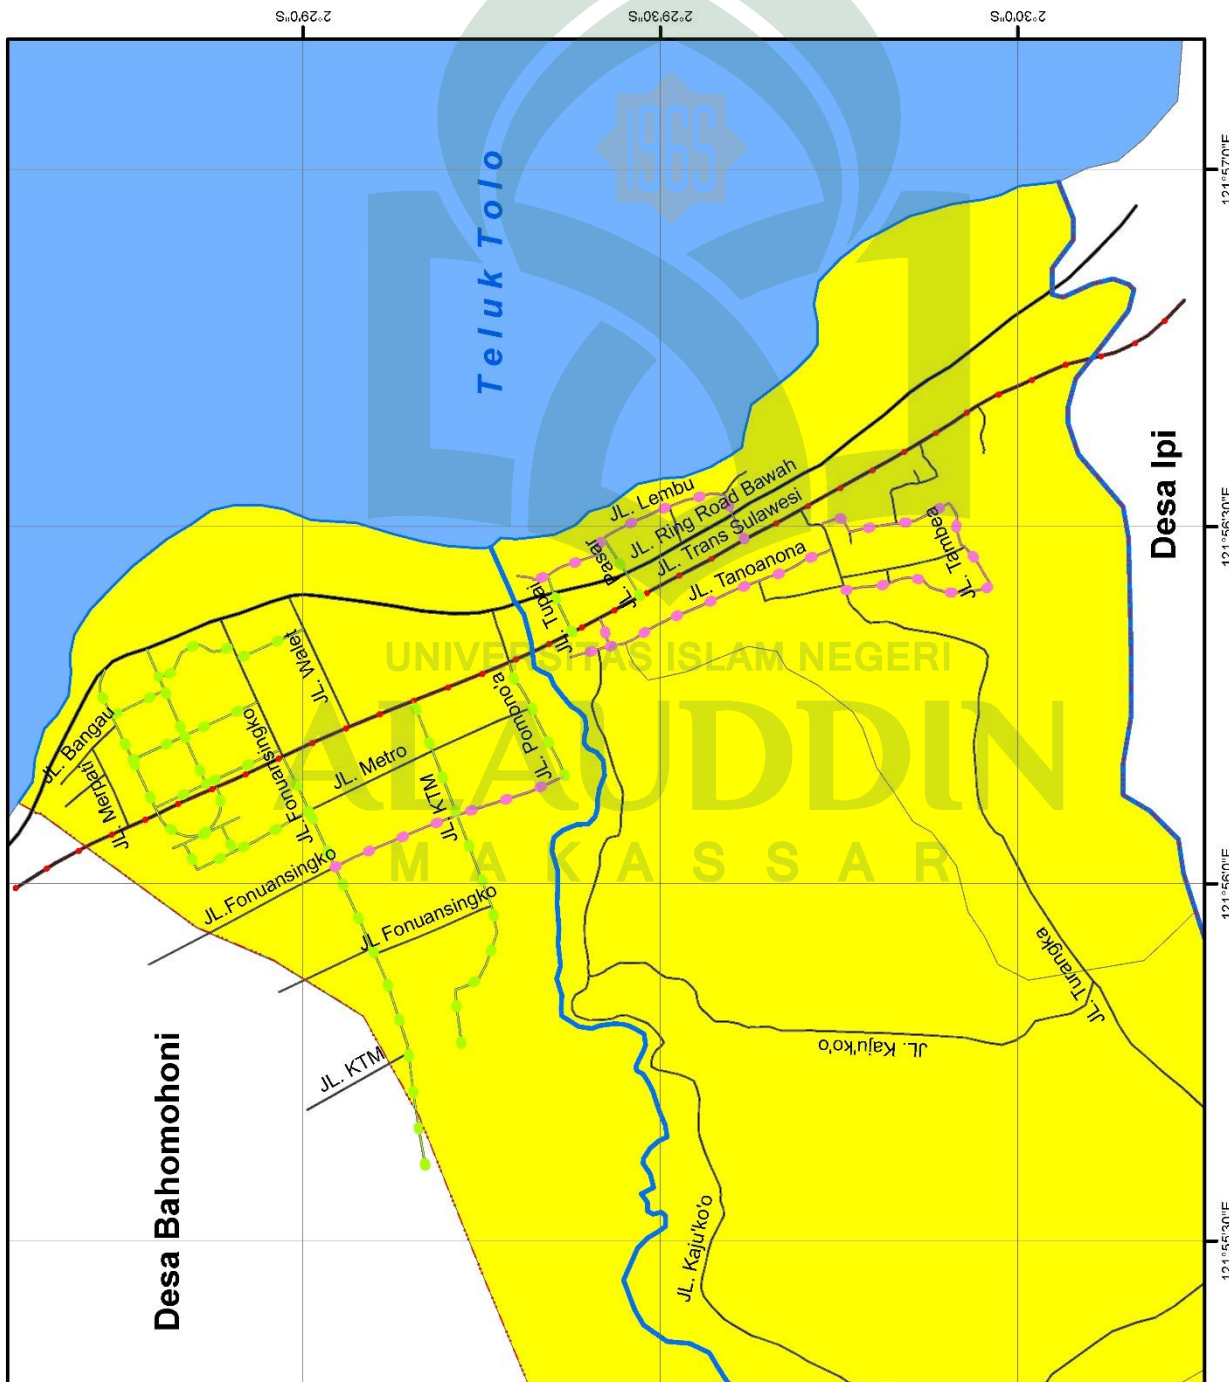 2°29'0"S
2°29'30"S
2°30'0"S
121°57'0"E
121°56'30"E
121°56'0"E
121°55'30"E
Teluk Tolo
Desa Ipi
Desa Bahomohoni
JL. Lembu
JL. Ring Road Bawah
JL. Trans Sulawesi
JL. Pasar
JL. Tanoanona
JL. Tupai
JL. Tambea
JL. Walet
JL. Pompno'a
JL. Bangau
JL. Merpati
JL. Fonuansingko
JL. Metro
JL. KTM
JL.Fonuansingko
JL Fonuansingko
JL. KTM
JL. Turangka
JL. Kaju'ko'o
JL. Kaju'ko'o
1965
UNIVERSITAS ISLAM NEGERI
ALAUDDIN
MAKASSAR